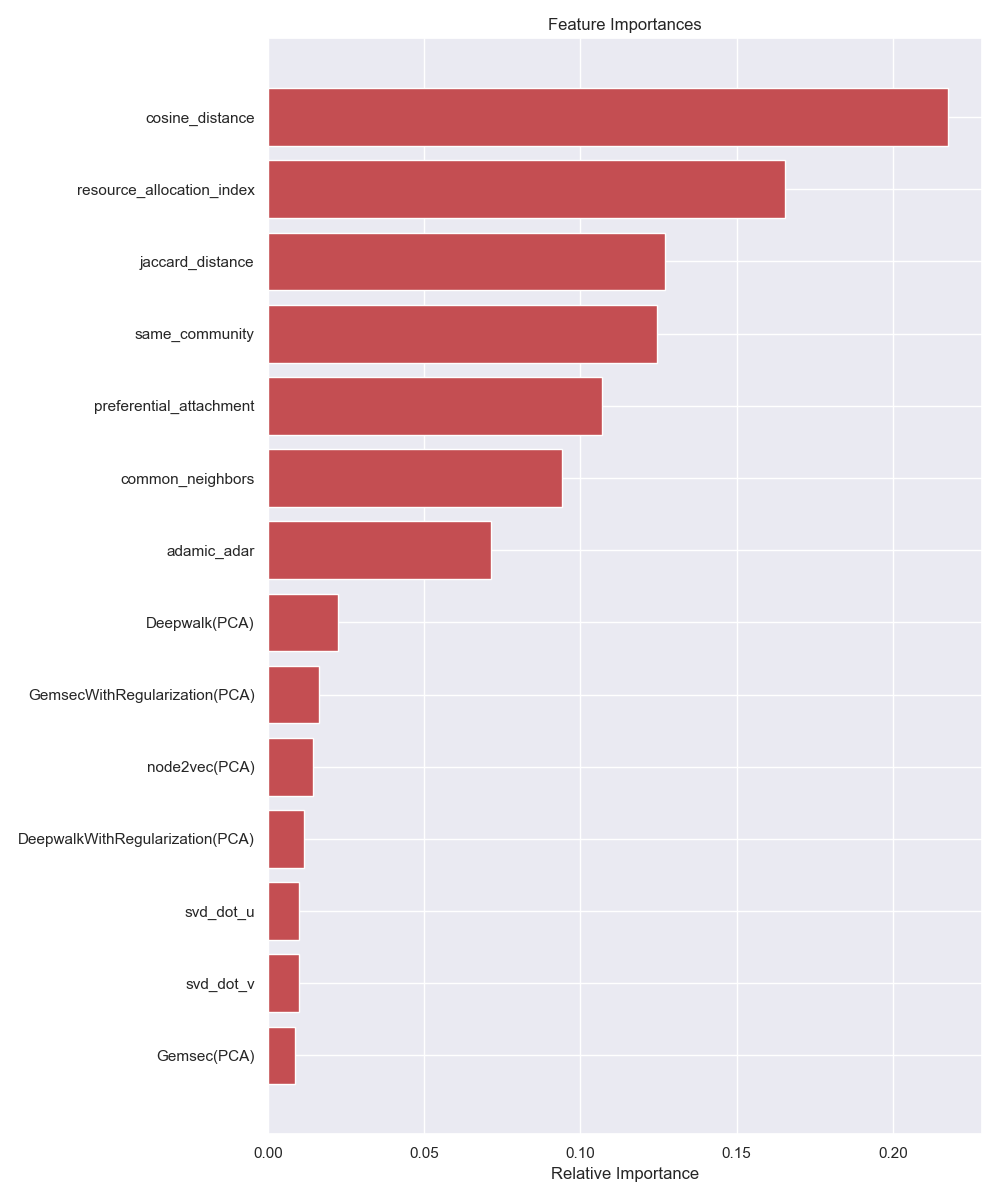 Feature Importances
cosine_distance
resource_allocation_index
jaccard_distance
same_community
preferential_attachment
common_neighbors
adamic_adar
Deepwalk(PCA)
GemsecWithRegularization(PCA)
node2vec(PCA)
DeepwalkWithRegularization(PCA)
svd_dot_u
svd_dot_v
Gemsec(PCA)
0.00 0.05 0.10 0.15 0.20
Relative Importance